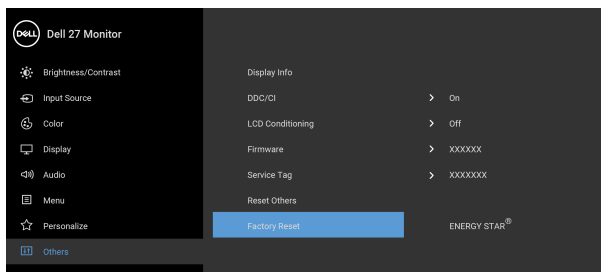 DELL Dell 27 Monitor
Brightness/Contrast Display Info
Input Source DDC/CI > On
Color LCD Conditioning > Off
Display Firmware > XXXXXX
Audio Service Tag > XXXXXXX
Menu Reset Others
Personalize Factory Reset ENERGY STAR®
Others